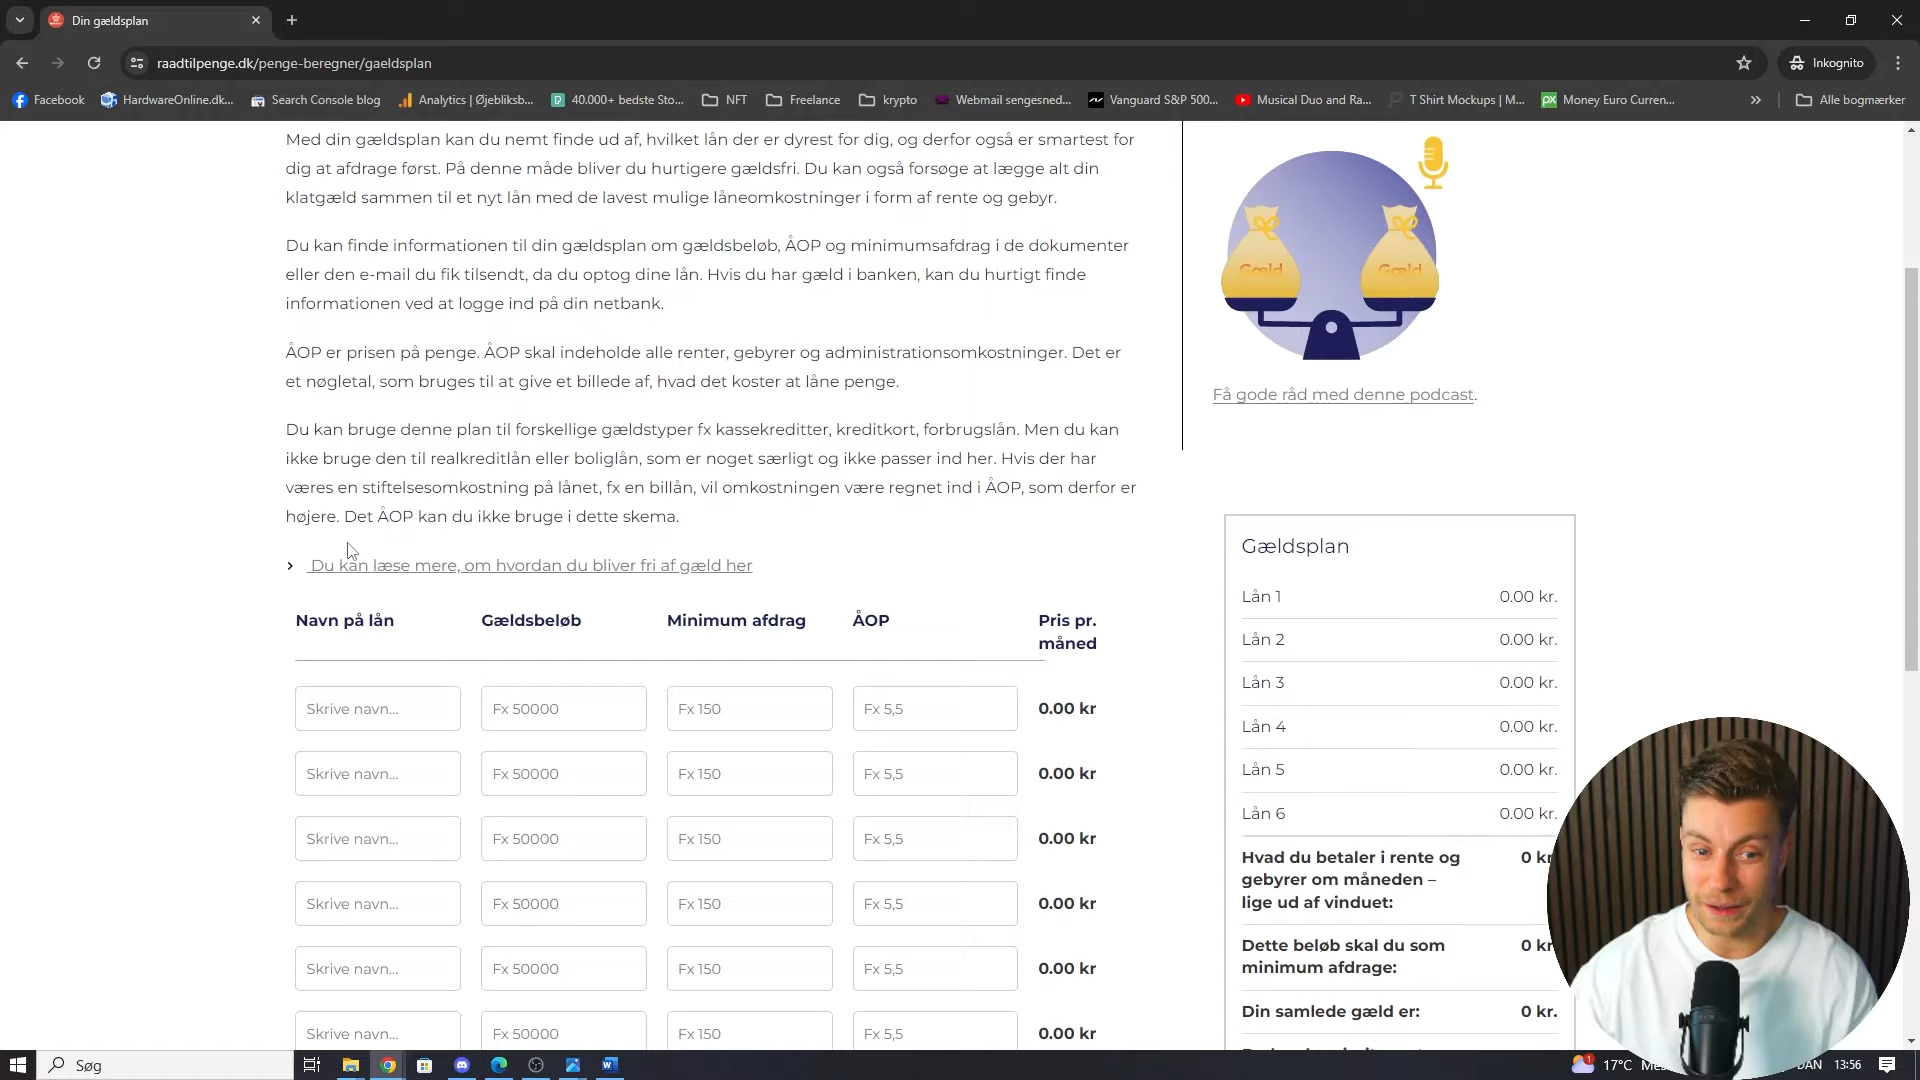 Din gældsplan
raadtilpenge.dk/penge-beregner/gaeldsplan
Inkognito
Facebook
HardwareOnline.dk...
Search Console blog
Analytics | Øjebliksb...
40.000+ bedste Sto...
NFT
Freelance
krypto
Webmail sengesned...
Vanguard S&P 500...
Musical Duo and Ra...
T Shirt Mockups | M...
Money Euro Curren...
Alle bogmærker
Med din gældsplan kan du nemt finde ud af, hvilket lån der er dyrest for dig, og derfor også er smartest for
dig at afdrage først. På denne måde bliver du hurtigere gældsfri. Du kan også forsøge at lægge alt din
klatgæld sammen til et nyt lån med de lavest mulige låneomkostninger i form af rente og gebyr.
Du kan finde informationen til din gældsplan om gældsbeløb, ÅOP og minimumsafdrag i de dokumenter
eller den e-mail du fik tilsendt, da du optog dine lån. Hvis du har gæld i banken, kan du hurtigt finde
informationen ved at logge ind på din netbank.
ÅOP er prisen på penge. ÅOP skal indeholde alle renter, gebyrer og administrationsomkostninger. Det er
et nøgletal, som bruges til at give et billede af, hvad det koster at låne penge.
Du kan bruge denne plan til forskellige gældstyper fx kassekreditter, kreditkort, forbrugslån. Men du kan
ikke bruge den til realkreditlån eller boliglån, som er noget særligt og ikke passer ind her. Hvis der har
væres en stiftelsesomkostning på lånet, fx en billån, vil omkostningen være regnet ind i ÅOP, som derfor er
højere. Det ÅOP kan du ikke bruge i dette skema.
Du kan læse mere, om hvordan du bliver fri af gæld her
Gæld Gæld
Få gode råd med denne podcast.
Navn på lån Gældsbeløb Minimum afdrag ÅOP Pris pr.
måned
Skrive navn... Fx 50000 Fx 150 Fx 5,5 0.00 kr
Skrive navn... Fx 50000 Fx 150 Fx 5,5 0.00 kr
Skrive navn... Fx 50000 Fx 150 Fx 5,5 0.00 kr
Skrive navn... Fx 50000 Fx 150 Fx 5,5 0.00 kr
Skrive navn... Fx 50000 Fx 150 Fx 5,5 0.00 kr
Skrive navn... Fx 50000 Fx 150 Fx 5,5 0.00 kr
Gældsplan
Lån 1 0.00 kr.
Lån 2 0.00 kr.
Lån 3 0.00 kr.
Lån 4 0.00 kr.
Lån 5 0.00 kr.
Lån 6 0.00 kr.
Hvad du betaler i rente og 0 kr
gebyrer om måneden –
lige ud af vinduet:
Dette beløb skal du som 0 kr
minimum afdrage:
Din samlede gæld er: 0 kr.
Søg
17°C
DAN
13:56